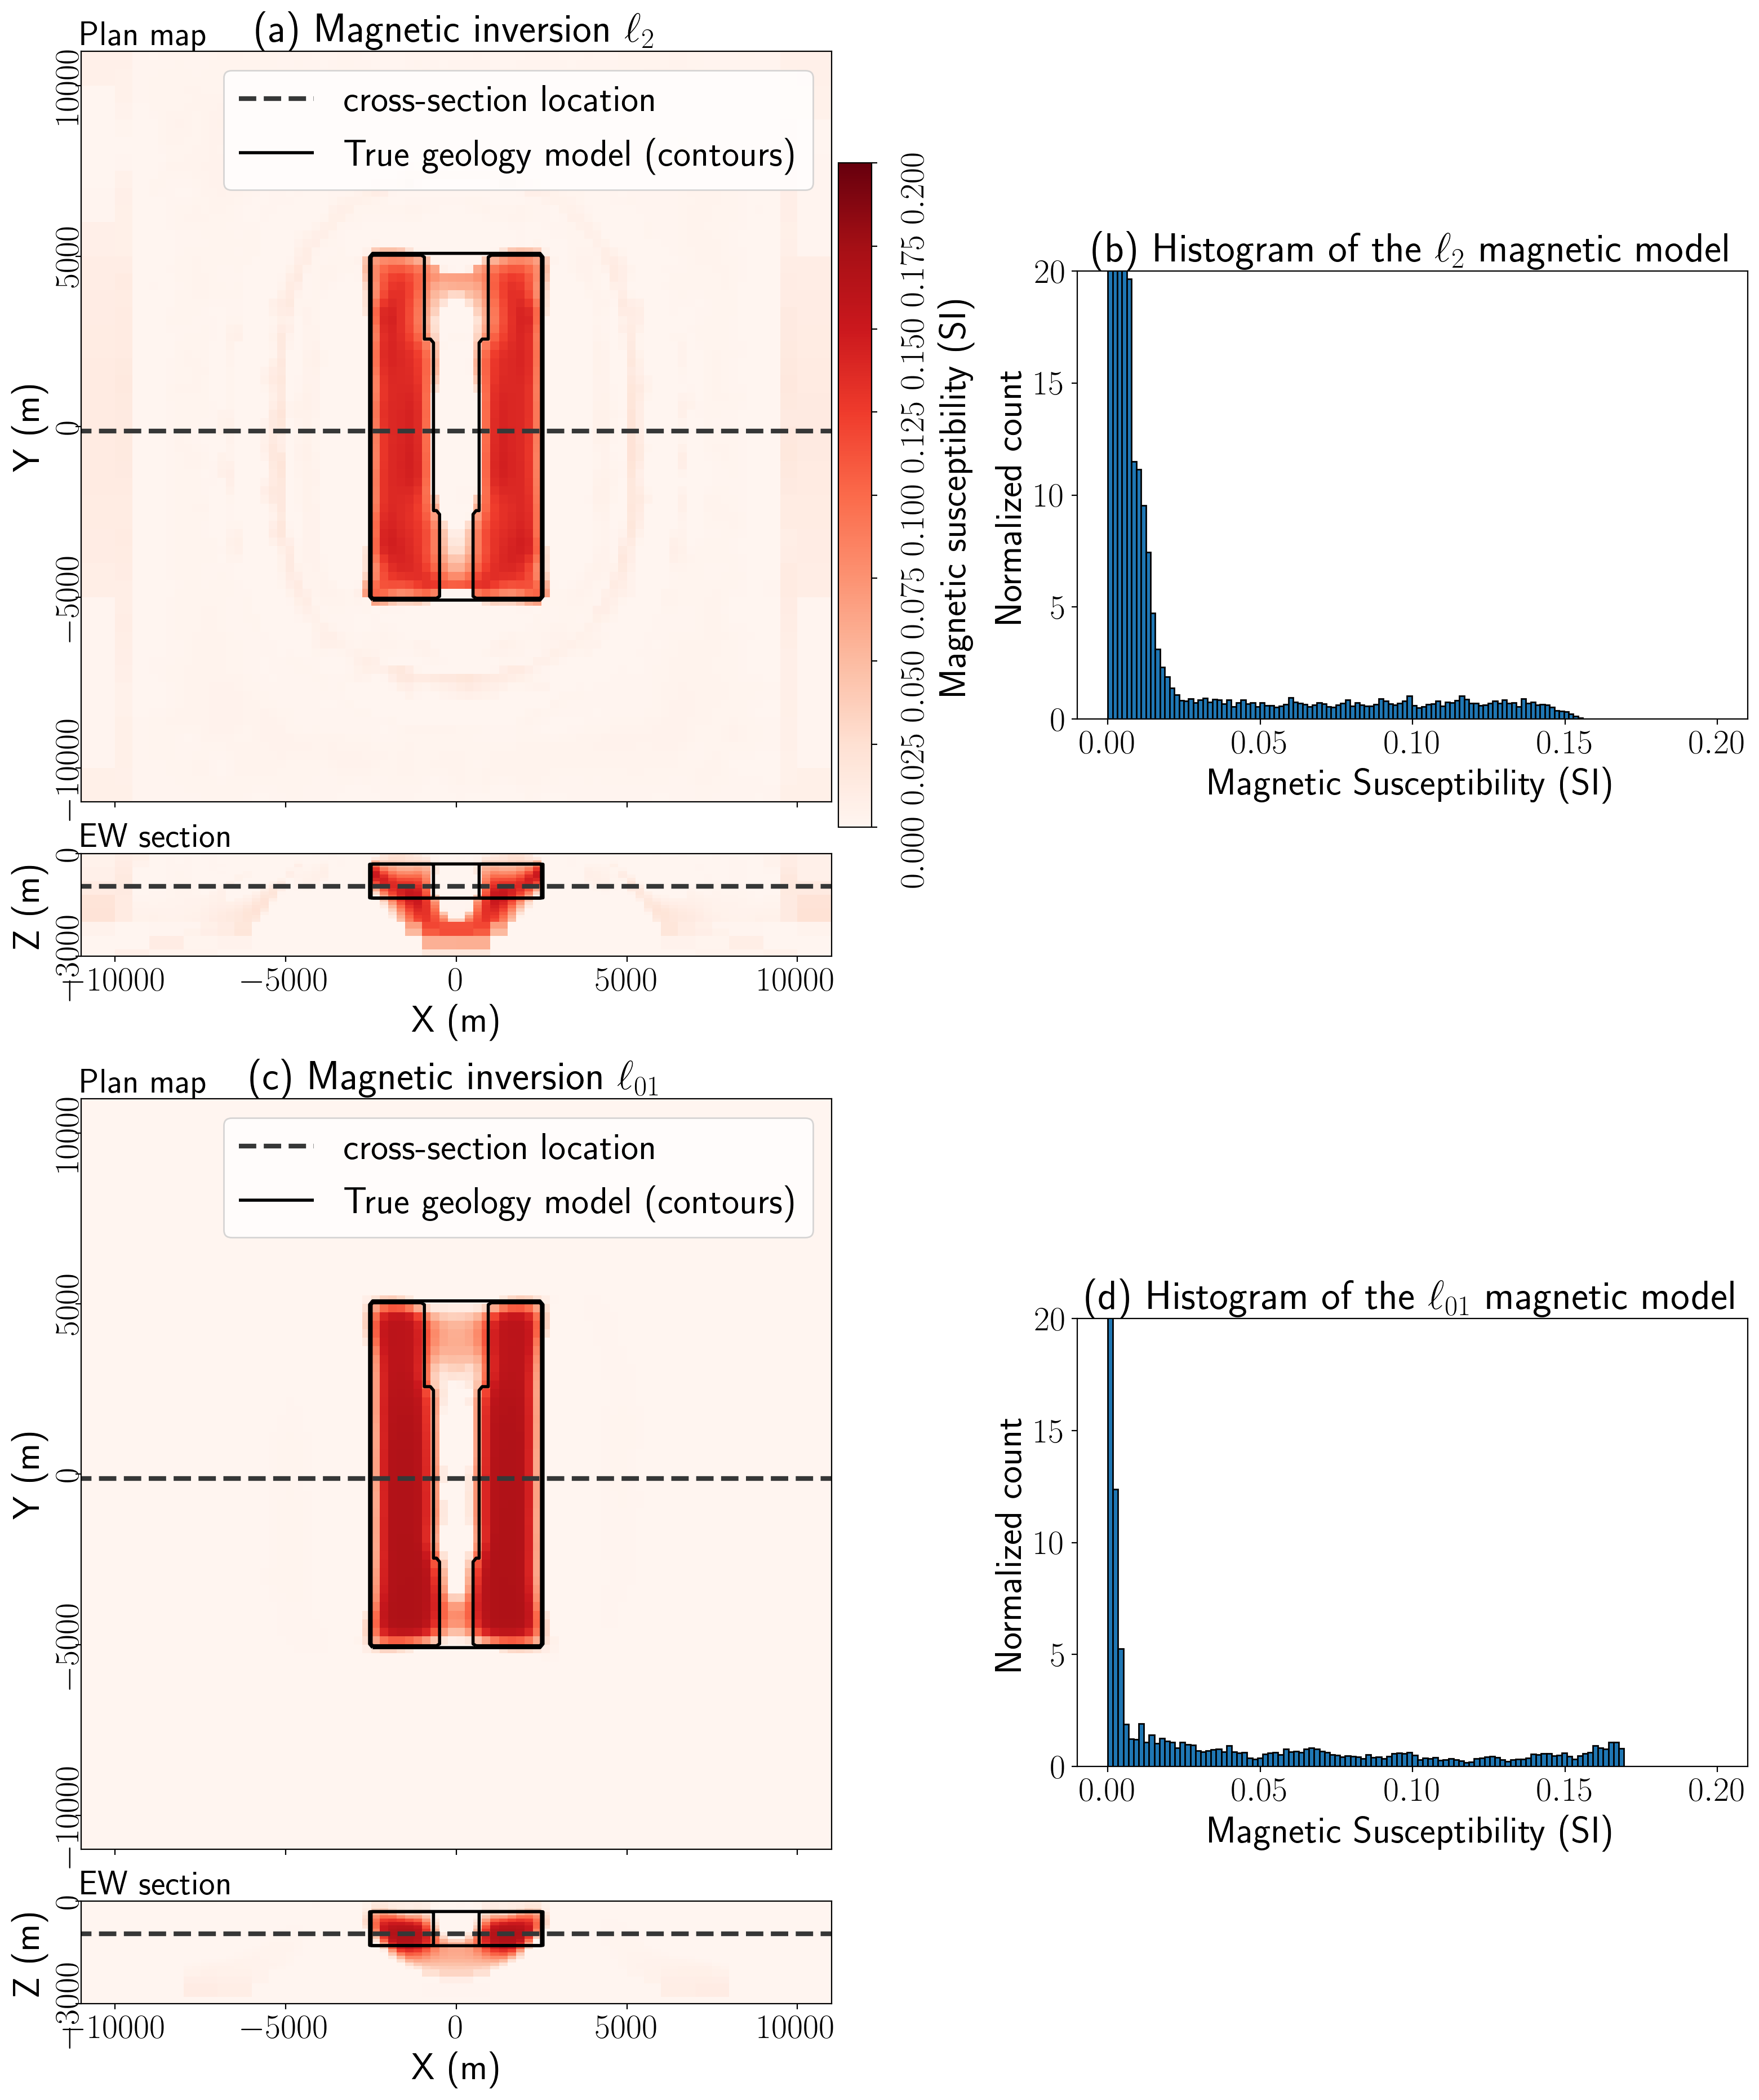 Plan map
(a) Magnetic inversion ℓ₂
cross-section location
True geology model (contours)
10000
5000
0
−5000
−10000
Y (m)
0.000 0.025 0.050 0.075 0.100 0.125 0.150 0.175 0.200
Magnetic susceptibility (SI)
EW section
0
−3000
Z (m)
−10000 −5000 0 5000 10000
X (m)
(b) Histogram of the ℓ₂ magnetic model
20
15
10
5
0
Normalized count
0.00 0.05 0.10 0.15 0.20
Magnetic Susceptibility (SI)
Plan map
(c) Magnetic inversion ℓ₀₁
cross-section location
True geology model (contours)
10000
5000
0
−5000
−10000
Y (m)
EW section
0
−3000
Z (m)
−10000 −5000 0 5000 10000
X (m)
(d) Histogram of the ℓ₀₁ magnetic model
20
15
10
5
0
Normalized count
0.00 0.05 0.10 0.15 0.20
Magnetic Susceptibility (SI)